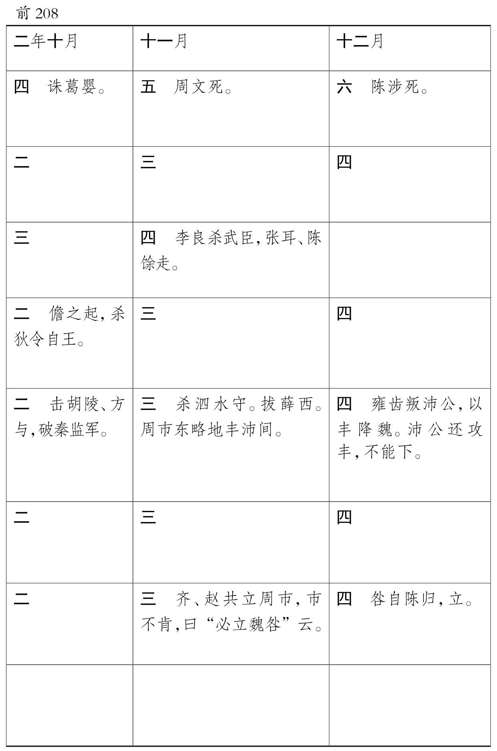 前 208
二年十月 十一月 十二月
四 诛葛婴。 五 周文死。 六 陈涉死。
二 三 四
三 四 李良杀武臣，张耳、陈
馀走。
二 儋之起，杀 三 四
狄令自王。
二 击胡陵、方 三 杀泗水守。拔薛西。 四 雍齿叛沛公，以
与，破秦监军。 周市东略地丰沛间。 丰降魏。沛公还攻
丰，不能下。
二 三 四
二 三 齐、赵共立周市，市 四 咎自陈归，立。
不肯，曰“必立魏咎”云。